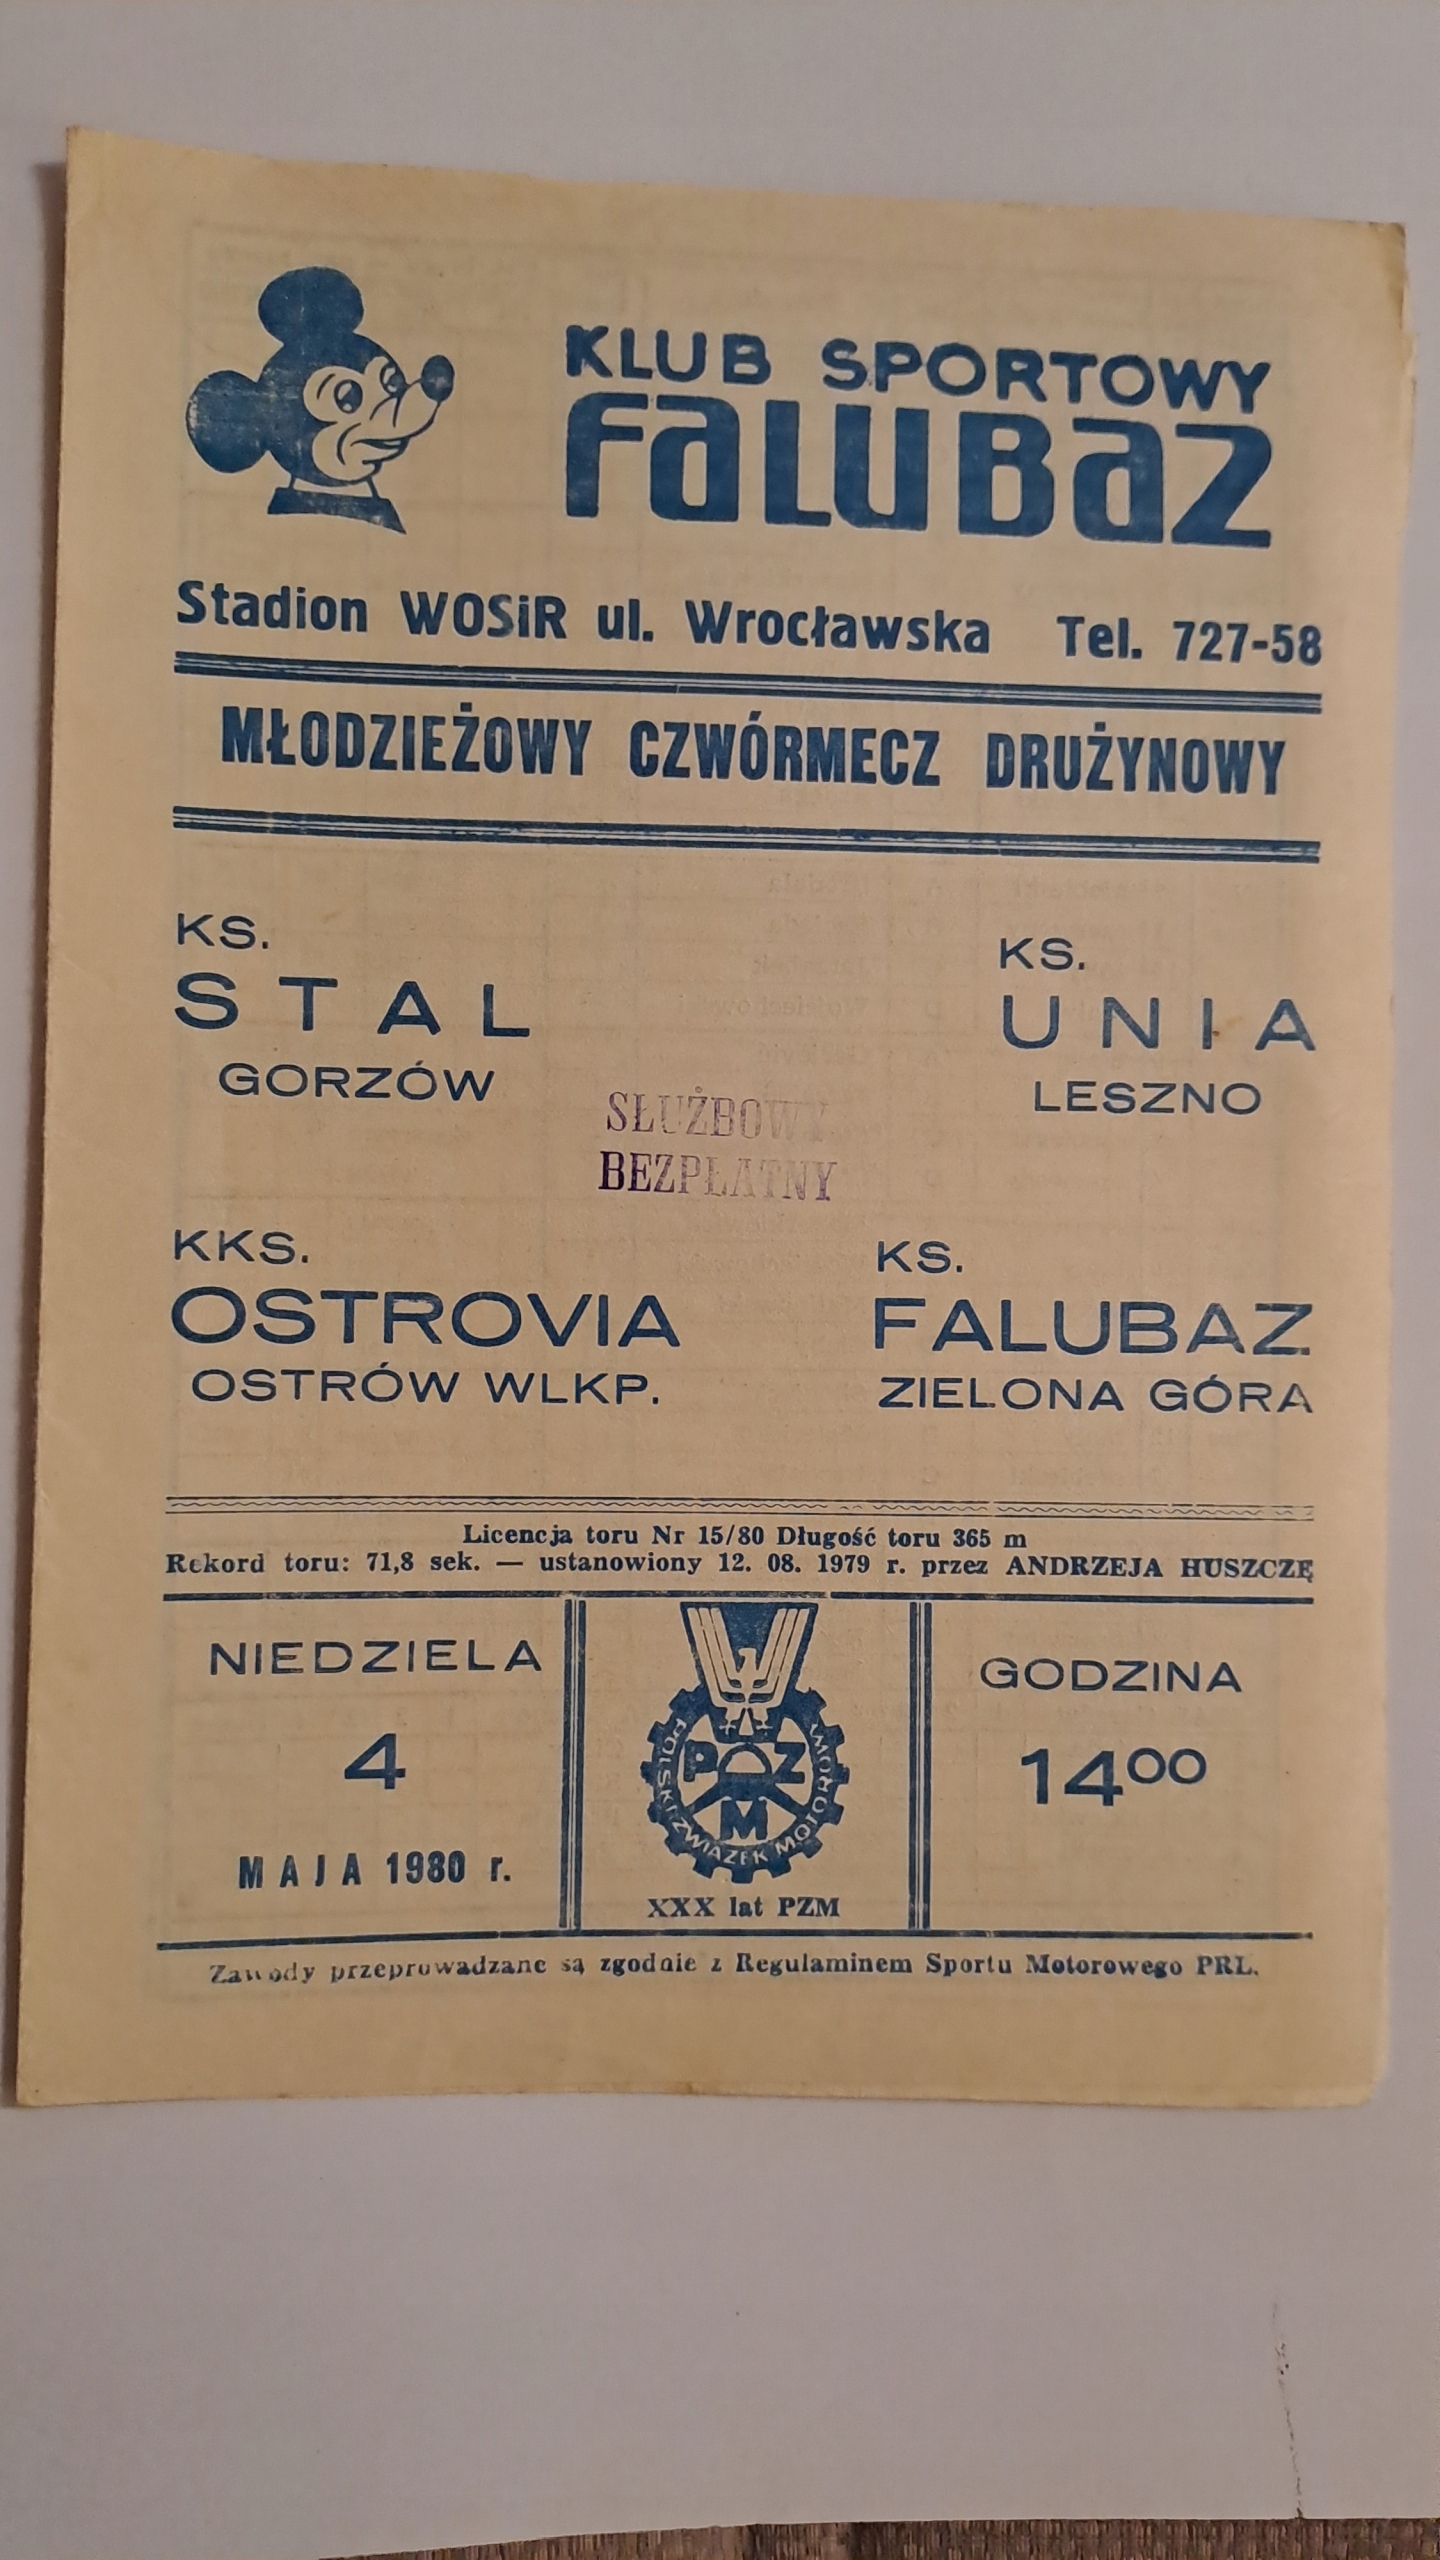 KLUB SPORTOWY
FALUBAZ
Stadion WOSiR ul. Wrocławska Tel. 727-58
MŁODZIEŻOWY CZWÓRMECZ DRUŻYNOWY
KS.
STAL
GORZÓW
KS.
UNIA
LESZNO
SŁUŻBOWY
BEZPŁATNY
KKS.
OSTROVIA
OSTRÓW WLKP.
KS.
FALUBAZ
ZIELONA GÓRA
Licencja toru Nr 15/80 Długość toru 365 m
Rekord toru: 71,8 sek. — ustanowiony 12. 08. 1979 r. przez ANDRZEJA HUSZCZĘ
NIEDZIELA
4
MAJA 1980 r.
PZM
POLSKI ZWIĄZEK MOTOROWY
XXX lat PZM
GODZINA
14⁰⁰
Zawody przeprowadzane są zgodnie z Regulaminem Sportu Motorowego PRL.